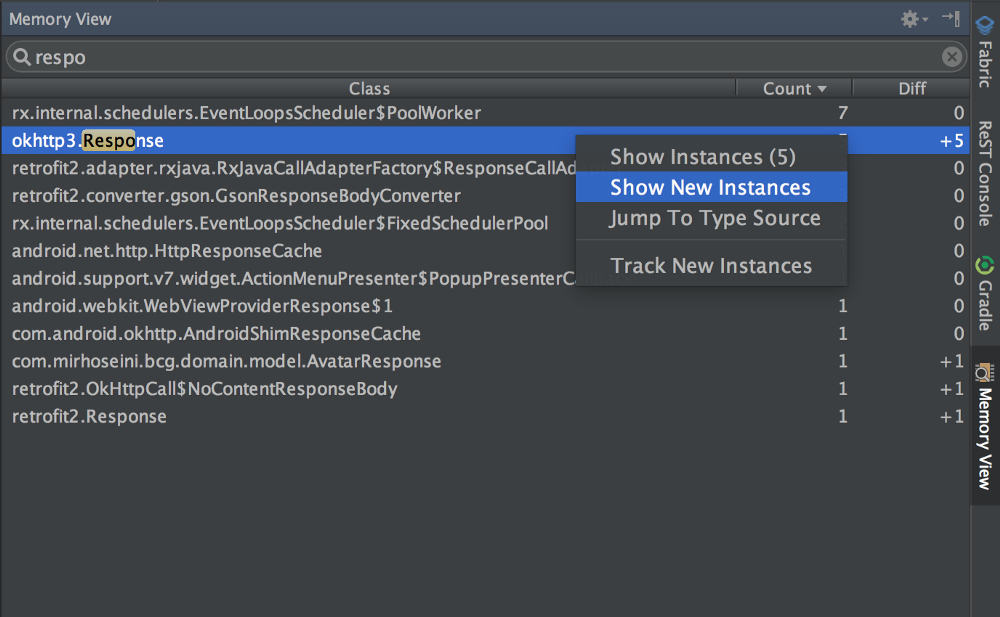 Memory View
respo
Class Count Diff
rx.internal.schedulers.EventLoopsScheduler$PoolWorker 7 0
okhttp3.Response +5
retrofit2.adapter.rxjava.RxJavaCallAdapterFactory$ResponseCallAd 0
retrofit2.converter.gson.GsonResponseBodyConverter 0
rx.internal.schedulers.EventLoopsScheduler$FixedSchedulerPool 0
android.net.http.HttpResponseCache 0
android.support.v7.widget.ActionMenuPresenter$PopupPresenterCa 0
android.webkit.WebViewProviderResponse$1 1 0
com.android.okhttp.AndroidShimResponseCache 1 0
com.mirhoseini.bcg.domain.model.AvatarResponse 1 +1
retrofit2.OkHttpCall$NoContentResponseBody 1 +1
retrofit2.Response 1 +1
Show Instances (5)
Show New Instances
Jump To Type Source
Track New Instances
Fabric
ReST Console
Gradle
Memory View